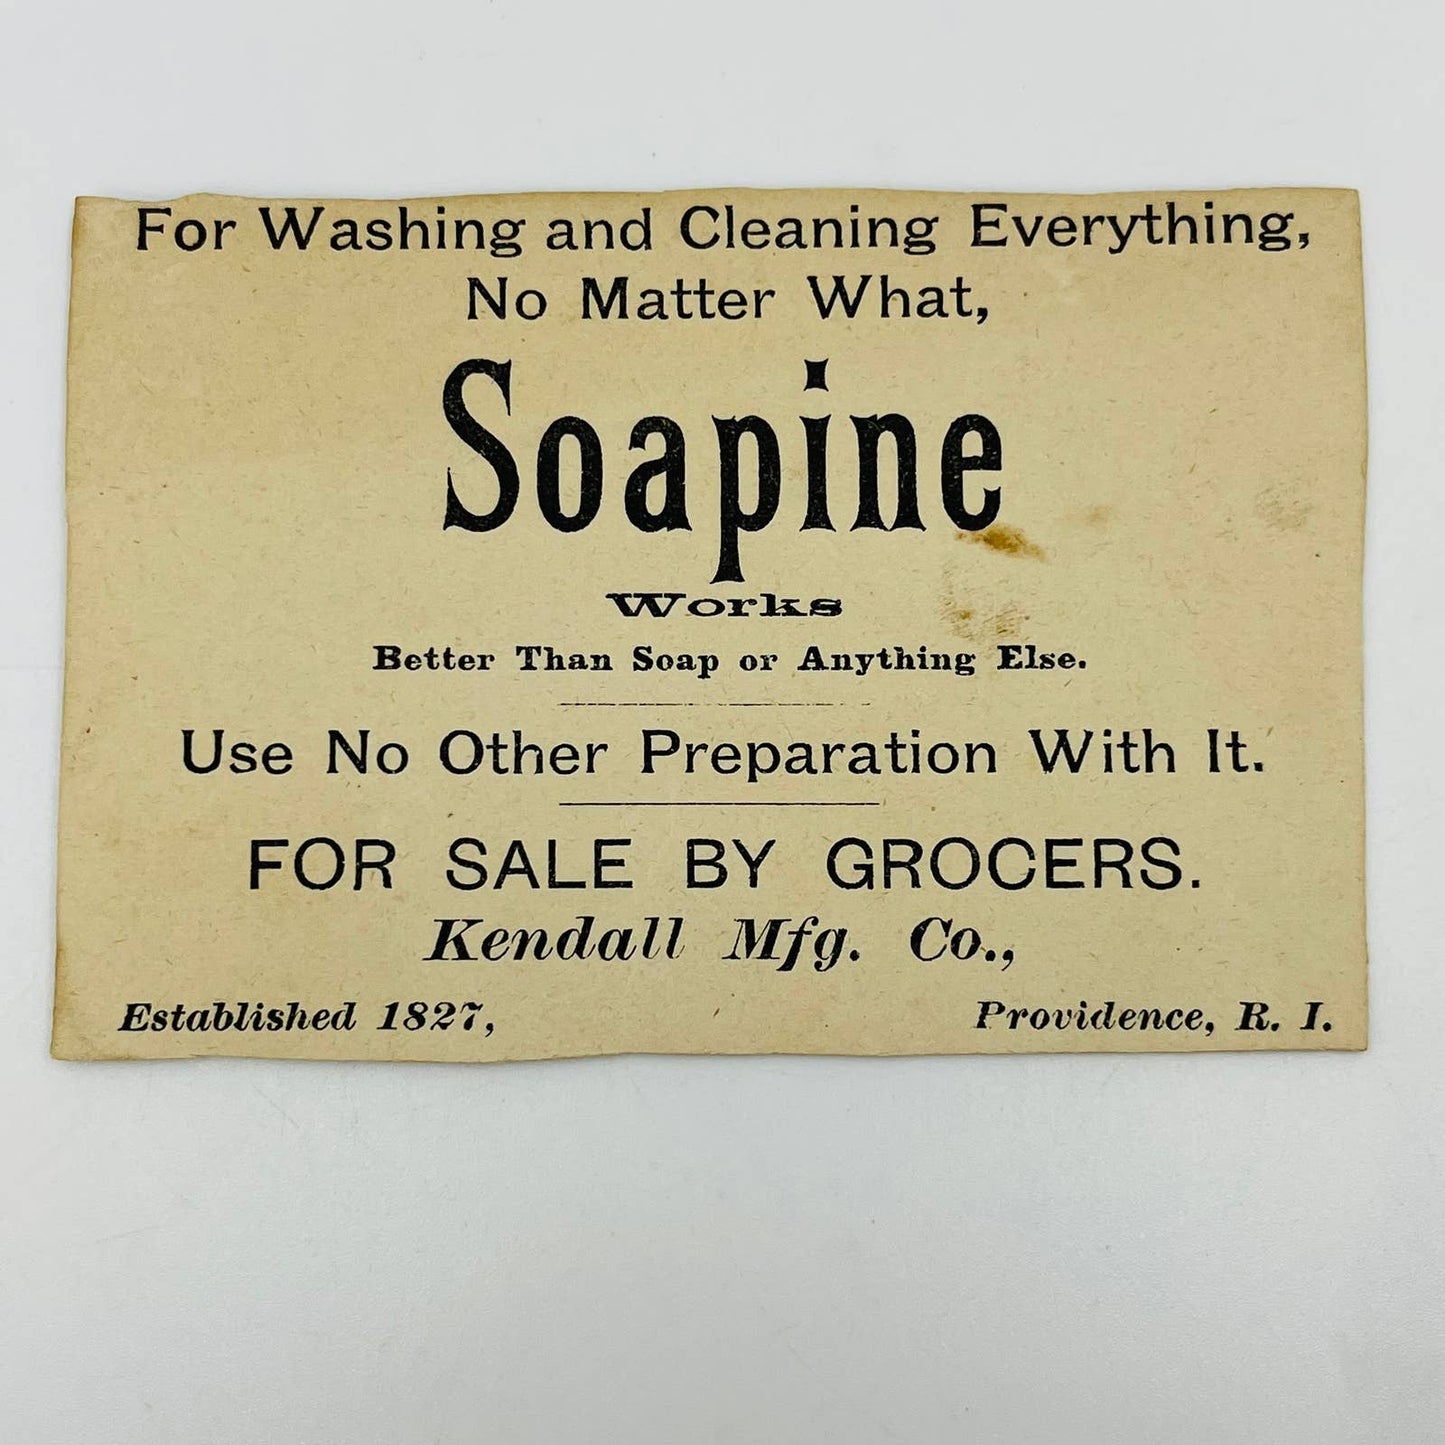 For Washing and Cleaning Everything,
No Matter What,
Soapine
Works
Better Than Soap or Anything Else.
Use No Other Preparation With It.
FOR SALE BY GROCERS.
Kendall Mfg. Co.,
Established 1827, Providence, R. I.